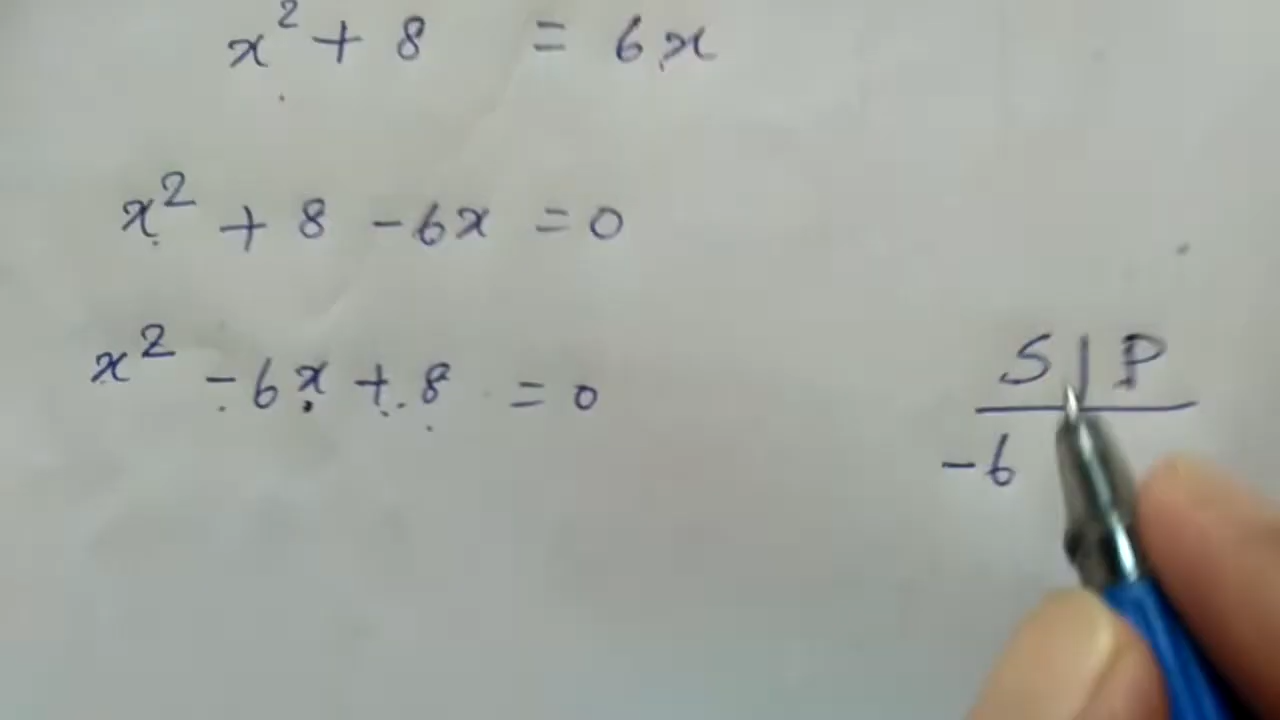 x² + 8 = 6x
x² + 8 - 6x = 0
x² - 6x + 8 = 0
S | P
-6